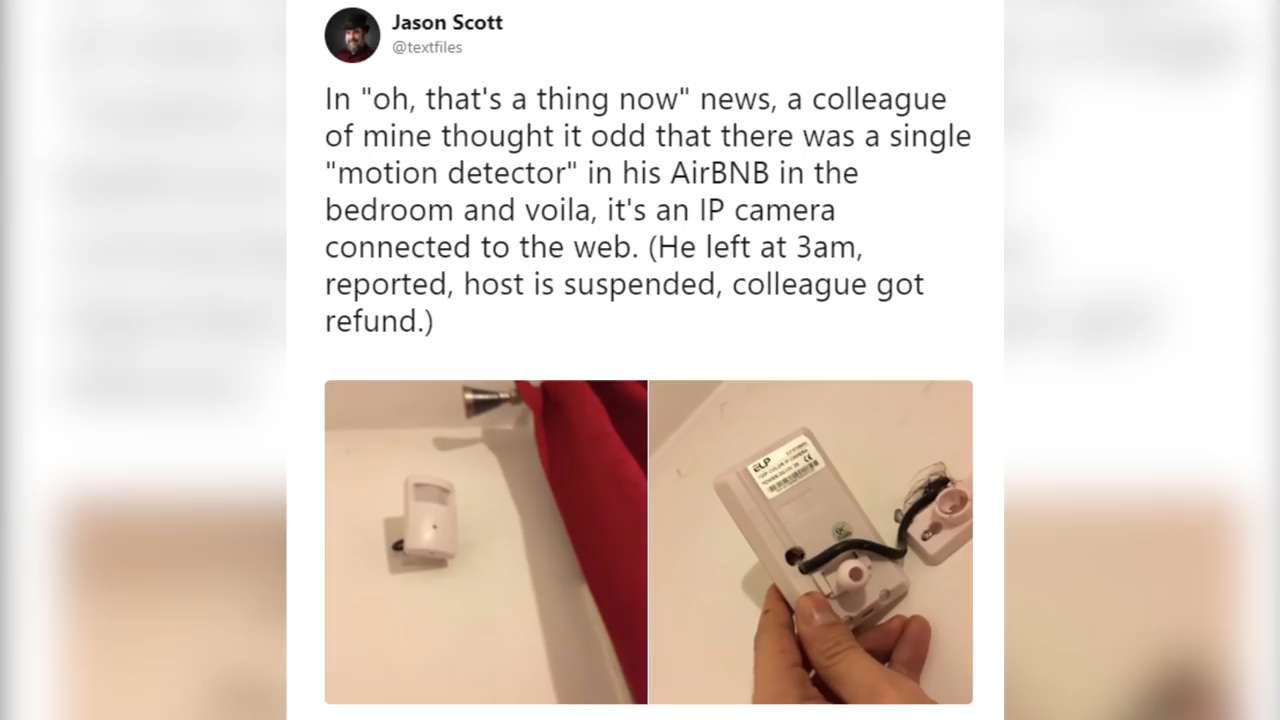 Jason Scott
@textfiles
In "oh, that's a thing now" news, a colleague
of mine thought it odd that there was a single
"motion detector" in his AirBNB in the
bedroom and voila, it's an IP camera
connected to the web. (He left at 3am,
reported, host is suspended, colleague got
refund.)
ELP